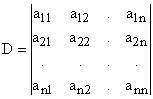 a₁₁ a₁₂ . a₁ₙ
a₂₁ a₂₂ . a₂ₙ
D = . . . .
aₙ₁ aₙ₂ . aₙₙ